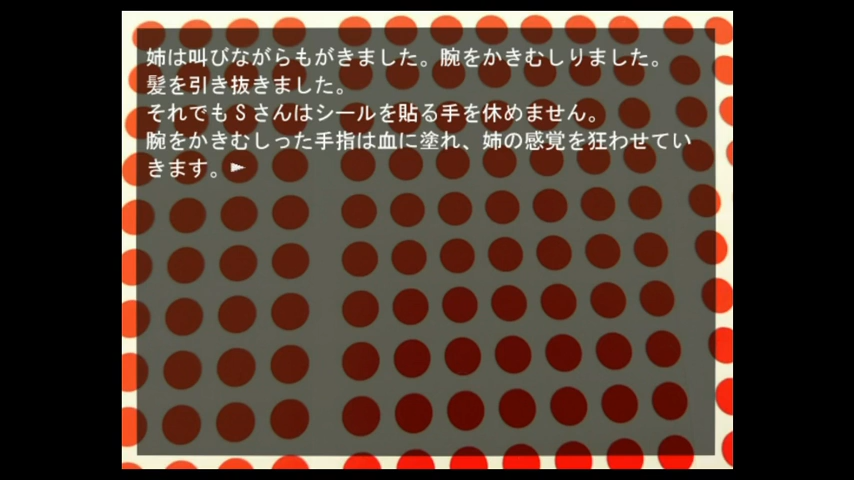 姉は叫びながらもがきました。腕をかきむしりました。
髪を引き抜きました。
それでもSさんはシールを貼る手を休めません。
腕をかきむしった手指は血に塗れ、姉の感覚を狂わせてい
きます。